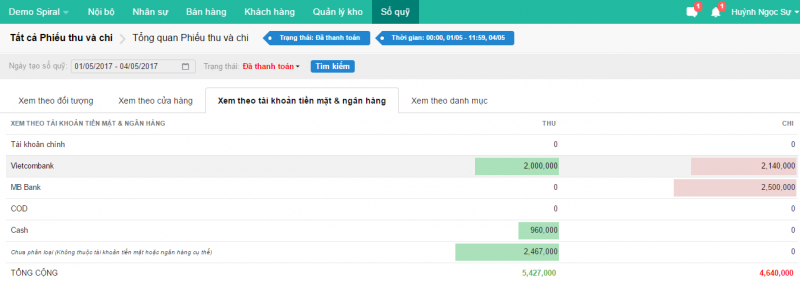 Demo Spiral Nội bộ Nhân sự Bán hàng Khách hàng Quản lý kho Sổ quỹ 1 1 Huỳnh Ngọc Sự
Tất cả Phiếu thu và chi Tổng quan Phiếu thu và chi Trạng thái: Đã thanh toán Thời gian: 00:00, 01/05 - 11:59, 04/05
Ngày tạo sổ quỹ: 01/05/2017 - 04/05/2017 Trạng thái: Đã thanh toán Tìm kiếm
Xem theo đối tượng Xem theo cửa hàng Xem theo tài khoản tiền mặt & ngân hàng Xem theo danh mục
XEM THEO TÀI KHOẢN TIỀN MẶT & NGÂN HÀNG THU CHI
Tài khoản chính 0 0
Vietcombank 2,000,000 2,140,000
MB Bank 0 2,500,000
COD 0 0
Cash 960,000 0
Chưa phân loại (Không thuộc tài khoản tiền mặt hoặc ngân hàng cụ thể) 2,467,000 0
TỔNG CỘNG 5,427,000 4,640,000